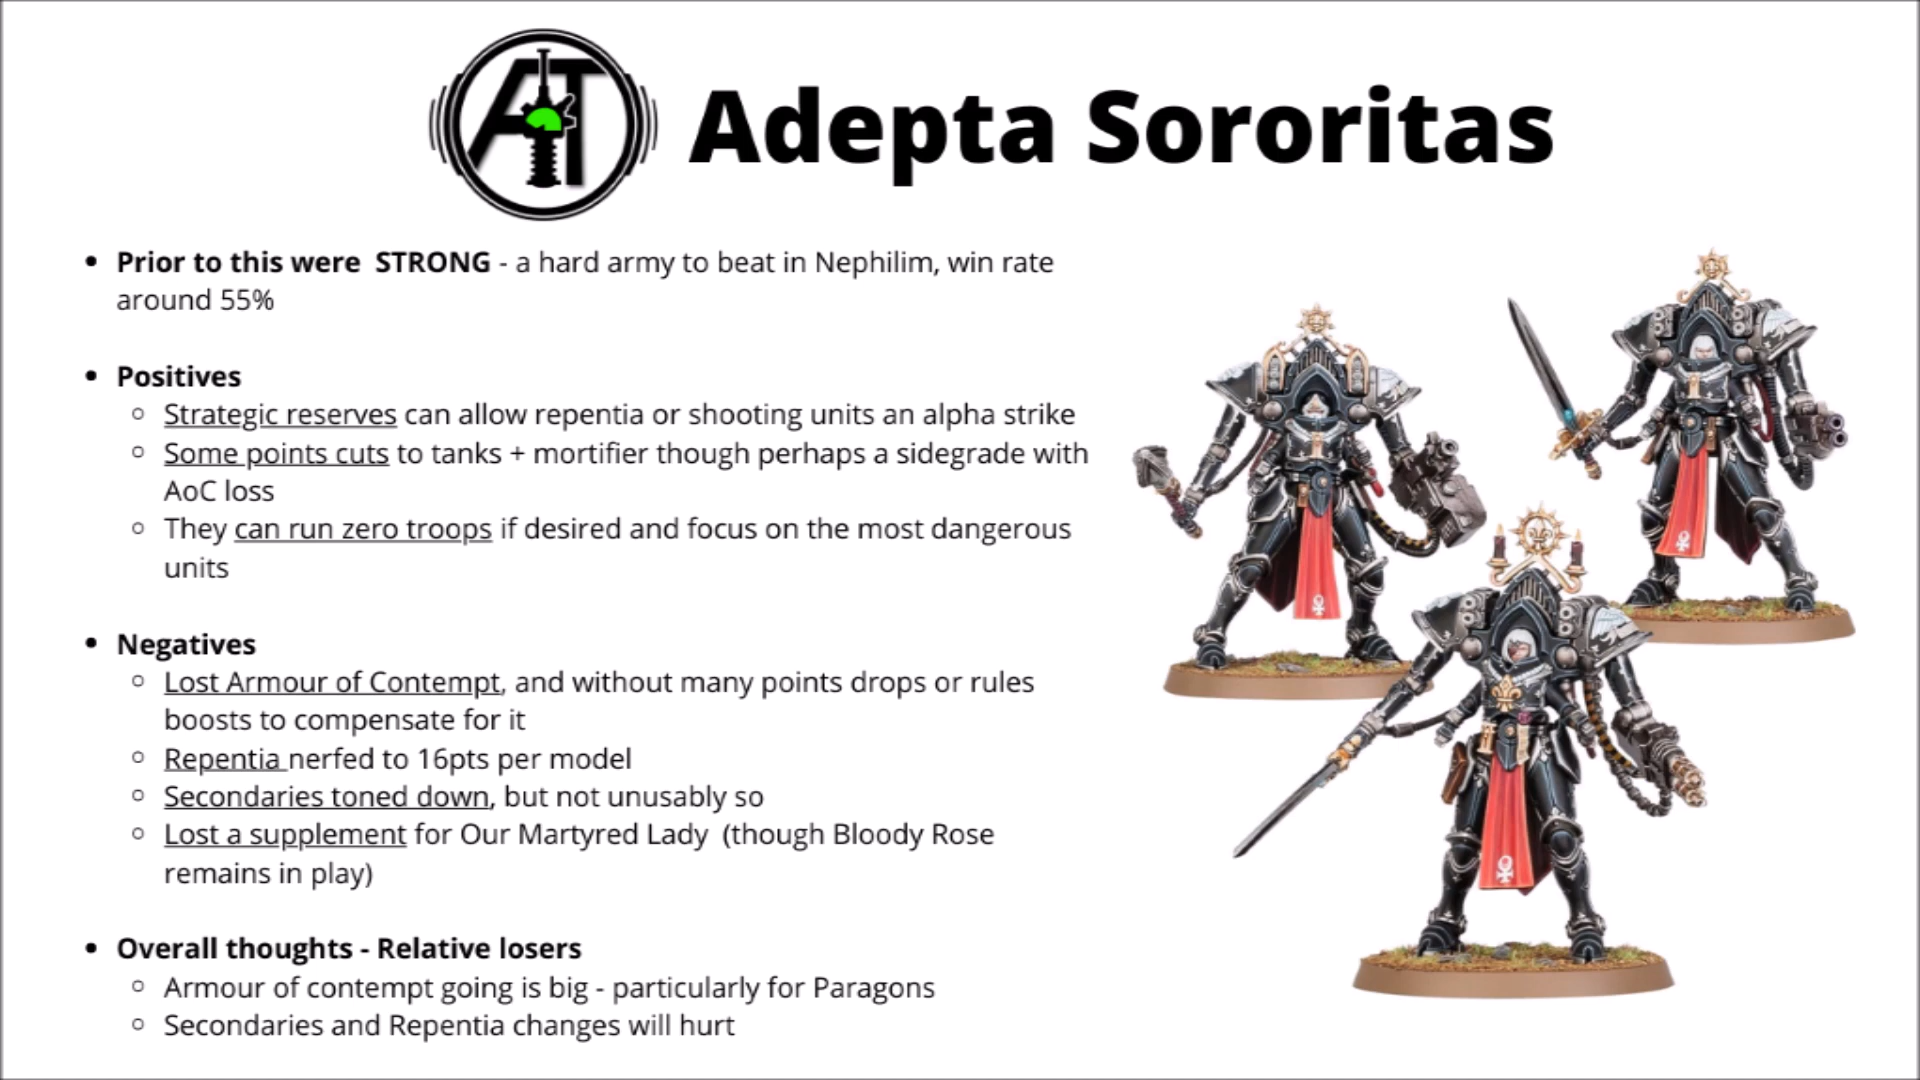 AT
Adepta Sororitas
• Prior to this were  STRONG - a hard army to beat in Nephilim, win rate
around 55%
• Positives
○ Strategic reserves can allow repentia or shooting units an alpha strike
○ Some points cuts to tanks + mortifier though perhaps a sidegrade with
AoC loss
○ They can run zero troops if desired and focus on the most dangerous
units
• Negatives
○ Lost Armour of Contempt, and without many points drops or rules
boosts to compensate for it
○ Repentia nerfed to 16pts per model
○ Secondaries toned down, but not unusably so
○ Lost a supplement for Our Martyred Lady  (though Bloody Rose
remains in play)
• Overall thoughts - Relative losers
○ Armour of contempt going is big - particularly for Paragons
○ Secondaries and Repentia changes will hurt